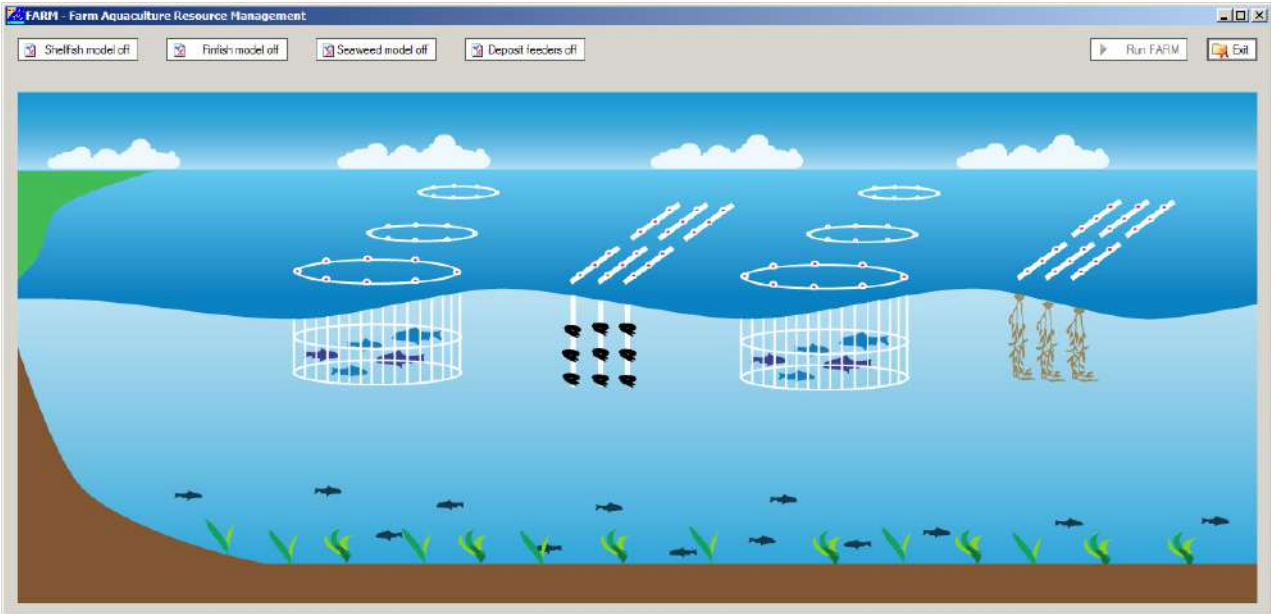 FARM - Farm Aquaculture Resource Management
Shellfish model off
Finfish model off
Seaweed model off
Deposit feeders off
Run FARM
Exit